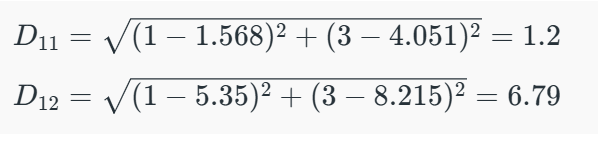 D₁₁ = √((1 − 1.568)² + (3 − 4.051)²) = 1.2
D₁₂ = √((1 − 5.35)² + (3 − 8.215)²) = 6.79